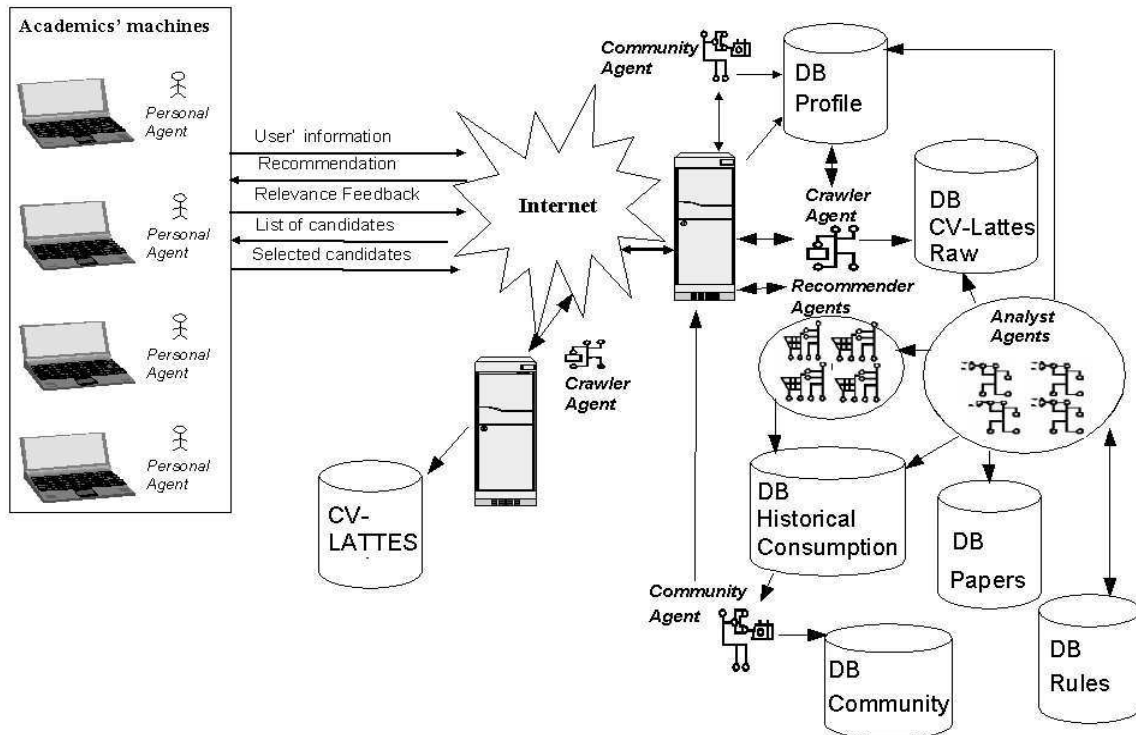 Academics' machines
Personal
Agent
Personal
Agent
Personal
Agent
Personal
Agent
User' information
Recommendation
Relevance Feedback
List of candidates
Selected candidates
Internet
Community
Agent
DB
Profile
Crawler
Agent
DB
CV-Lattes
Raw
Recommender
Agents
Analyst
Agents
Crawler
Agent
CV-
LATTES
DB
Historical
Consumption
DB
Papers
DB
Rules
Community
Agent
DB
Community